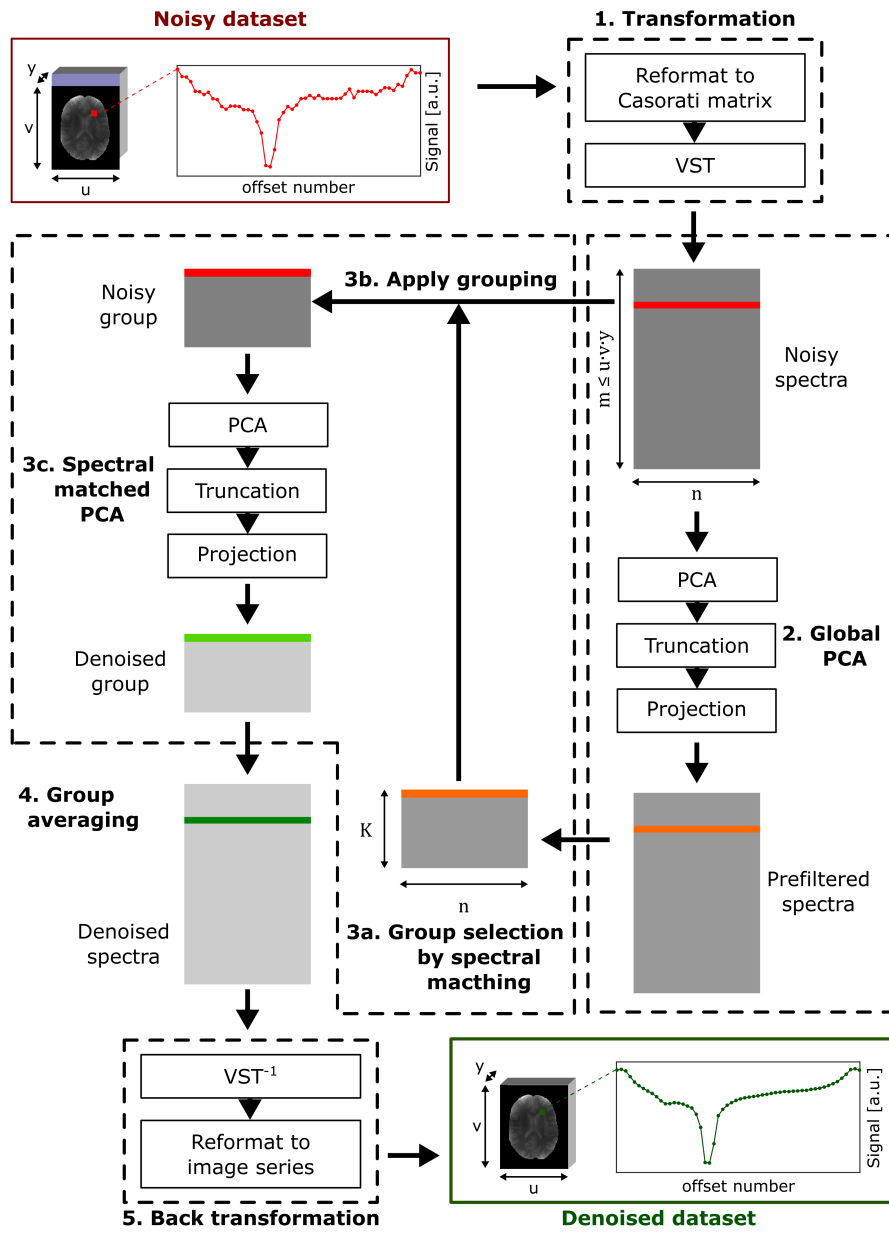 Noisy dataset
y
v
u
Signal [a.u.]
offset number
1. Transformation
Reformat to
Casorati matrix
VST
Noisy
group
3b. Apply grouping
m ≤ u·v·y
n
Noisy
spectra
3c. Spectral
matched
PCA
PCA
Truncation
Projection
PCA
Truncation
Projection
2. Global
PCA
Denoised
group
4. Group
averaging
Denoised
spectra
K
n
3a. Group selection
by spectral
macthing
Prefiltered
spectra
VST-1
Reformat to
image series
5. Back transformation
y
v
u
Signal [a.u.]
offset number
Denoised dataset